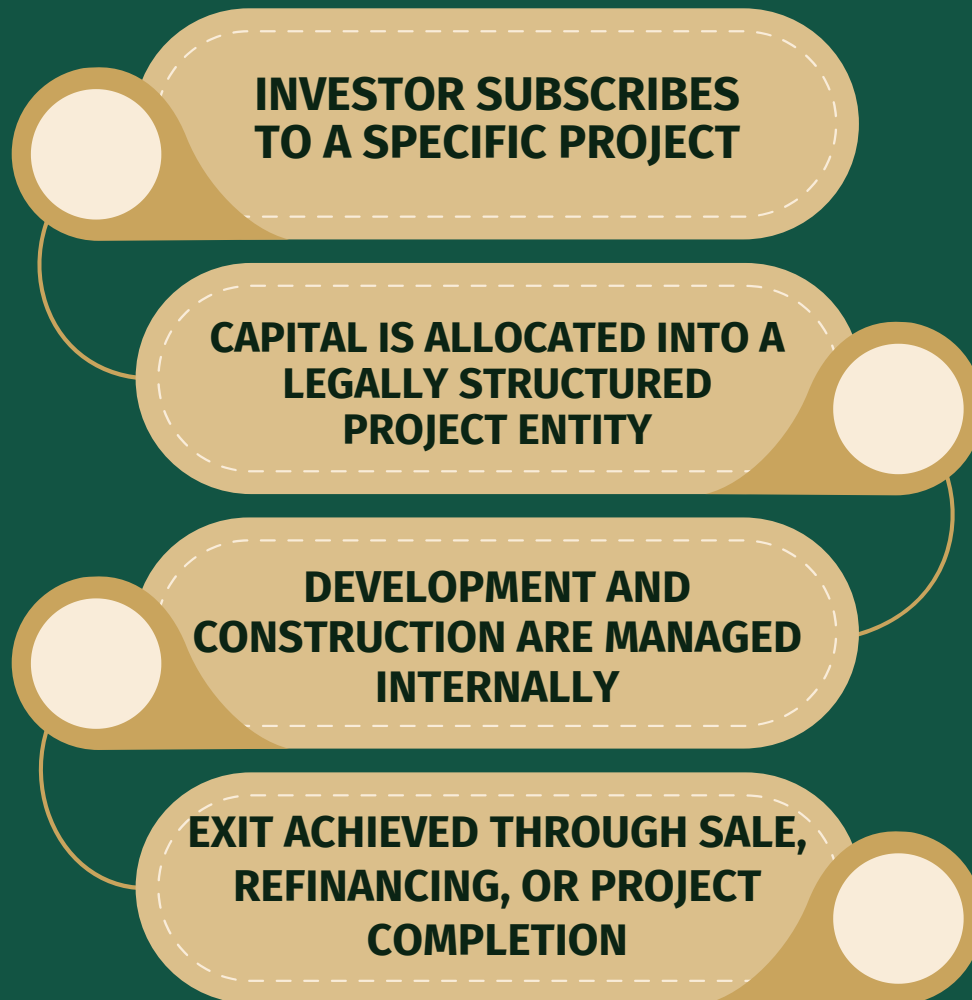 INVESTOR SUBSCRIBES
TO A SPECIFIC PROJECT
CAPITAL IS ALLOCATED INTO A
LEGALLY STRUCTURED
PROJECT ENTITY
DEVELOPMENT AND
CONSTRUCTION ARE MANAGED
INTERNALLY
EXIT ACHIEVED THROUGH SALE,
REFINANCING, OR PROJECT
COMPLETION